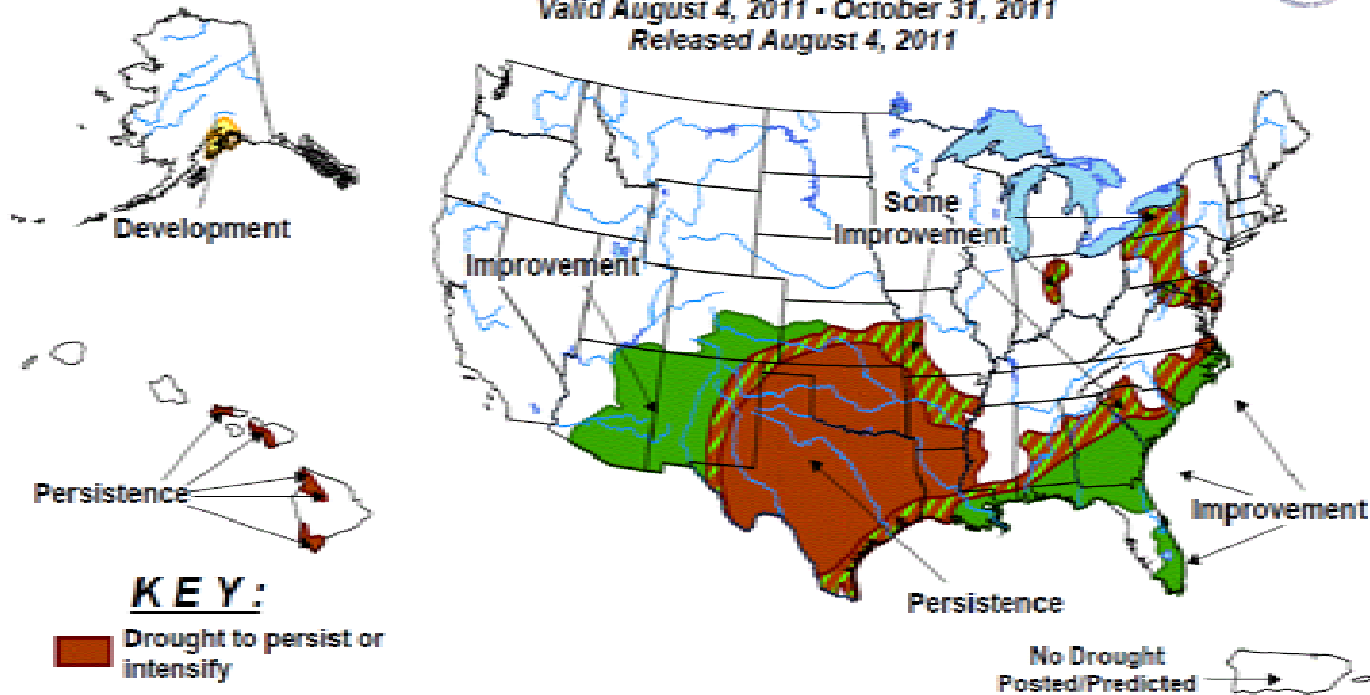 Valid August 4, 2011 - October 31, 2011
Released August 4, 2011
Development
Some
Improvement
Improvement
Persistence
Improvement
Persistence
KEY:
Drought to persist or
intensify
No Drought
Posted/Predicted